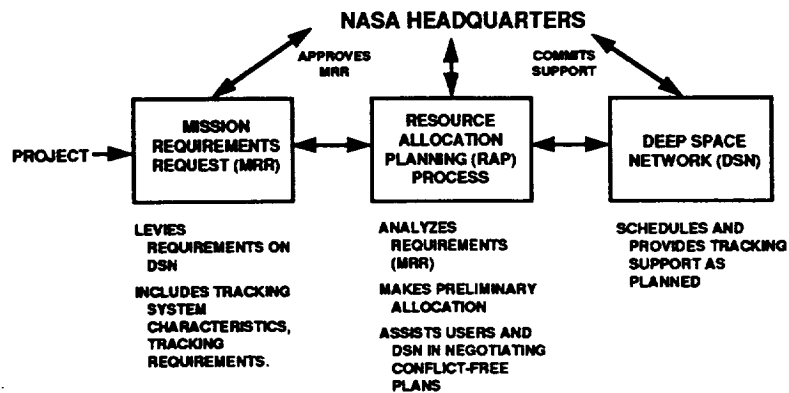 NASA HEADQUARTERS
APPROVES
MRR
COMMITS
SUPPORT
PROJECT
MISSION
REQUIREMENTS
REQUEST (MRR)
RESOURCE
ALLOCATION
PLANNING (RAP)
PROCESS
DEEP SPACE
NETWORK (DSN)
LEVIES
REQUIREMENTS ON
DSN
INCLUDES TRACKING
SYSTEM
CHARACTERISTICS,
TRACKING
REQUIREMENTS.
ANALYZES
REQUIREMENTS
(MRR)
MAKES PRELIMINARY
ALLOCATION
ASSISTS USERS AND
DSN IN NEGOTIATING
CONFLICT-FREE
PLANS
SCHEDULES AND
PROVIDES TRACKING
SUPPORT AS
PLANNED